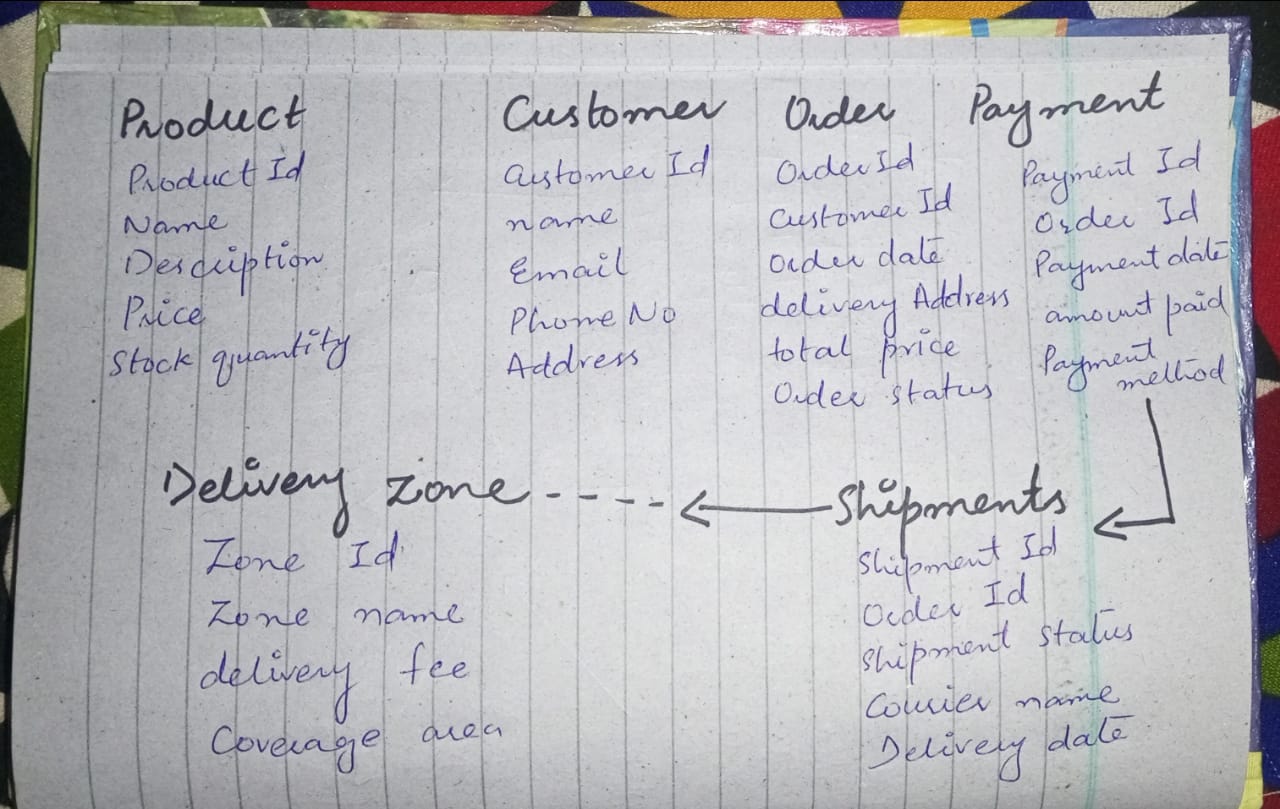 Product
Product Id
Name
Description
Price
Stock quantity
Customer
Customer Id
name
Email
Phone No
Address
Order
Order Id
Customer Id
Order date
delivery Address
total price
Order status
Payment
Payment Id
Order Id
Payment date
amount paid
Payment
method
Delivery zone
Zone Id
Zone name
delivery fee
Coverage area
Shipments
Shipment Id
Order Id
Shipment status
Courier name
Delivery date